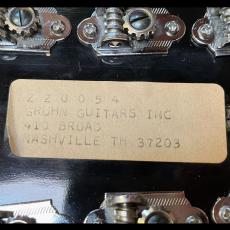 220054
GRUHN GUITARS INC
410 BROAD
NASHVILLE TN 37203